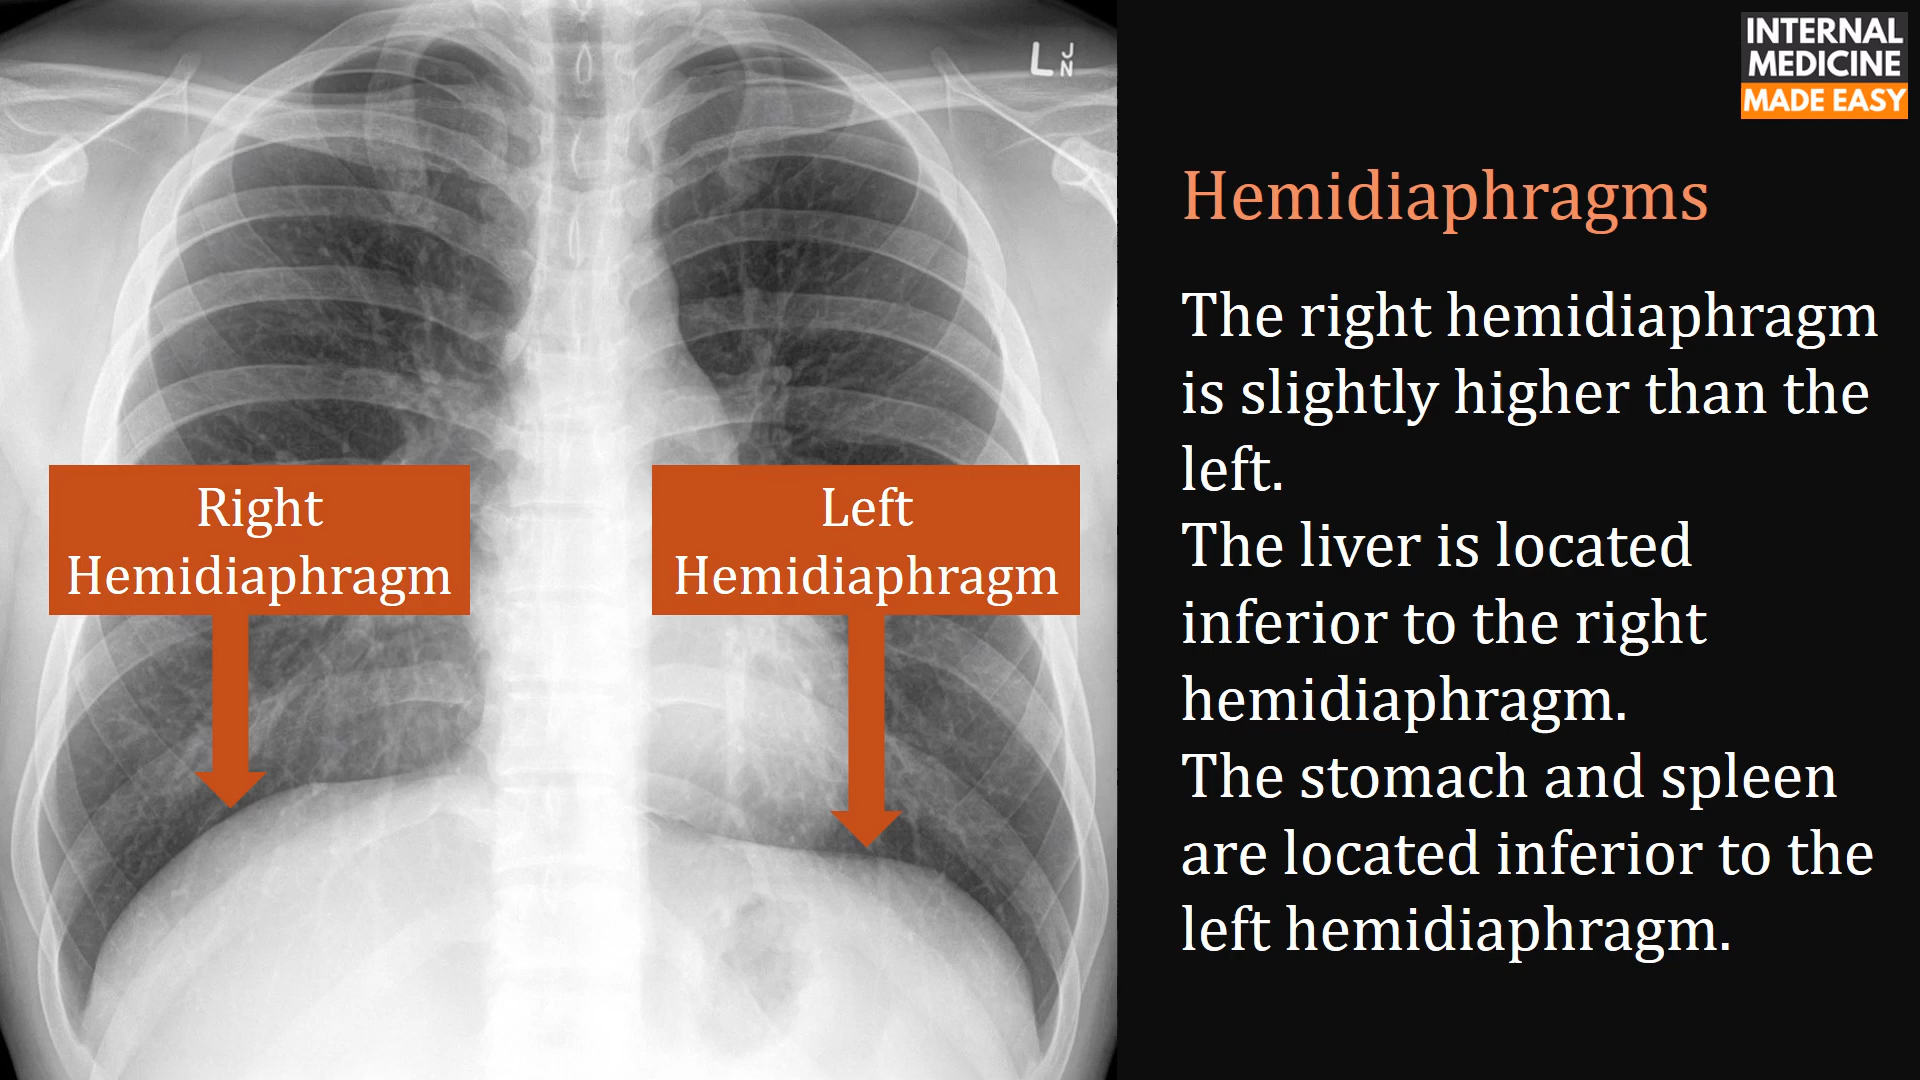 L J
N
INTERNAL
MEDICINE
MADE EASY
Hemidiaphragms
The right hemidiaphragm
is slightly higher than the
left.
The liver is located
inferior to the right
hemidiaphragm.
The stomach and spleen
are located inferior to the
left hemidiaphragm.
Right
Hemidiaphragm
Left
Hemidiaphragm